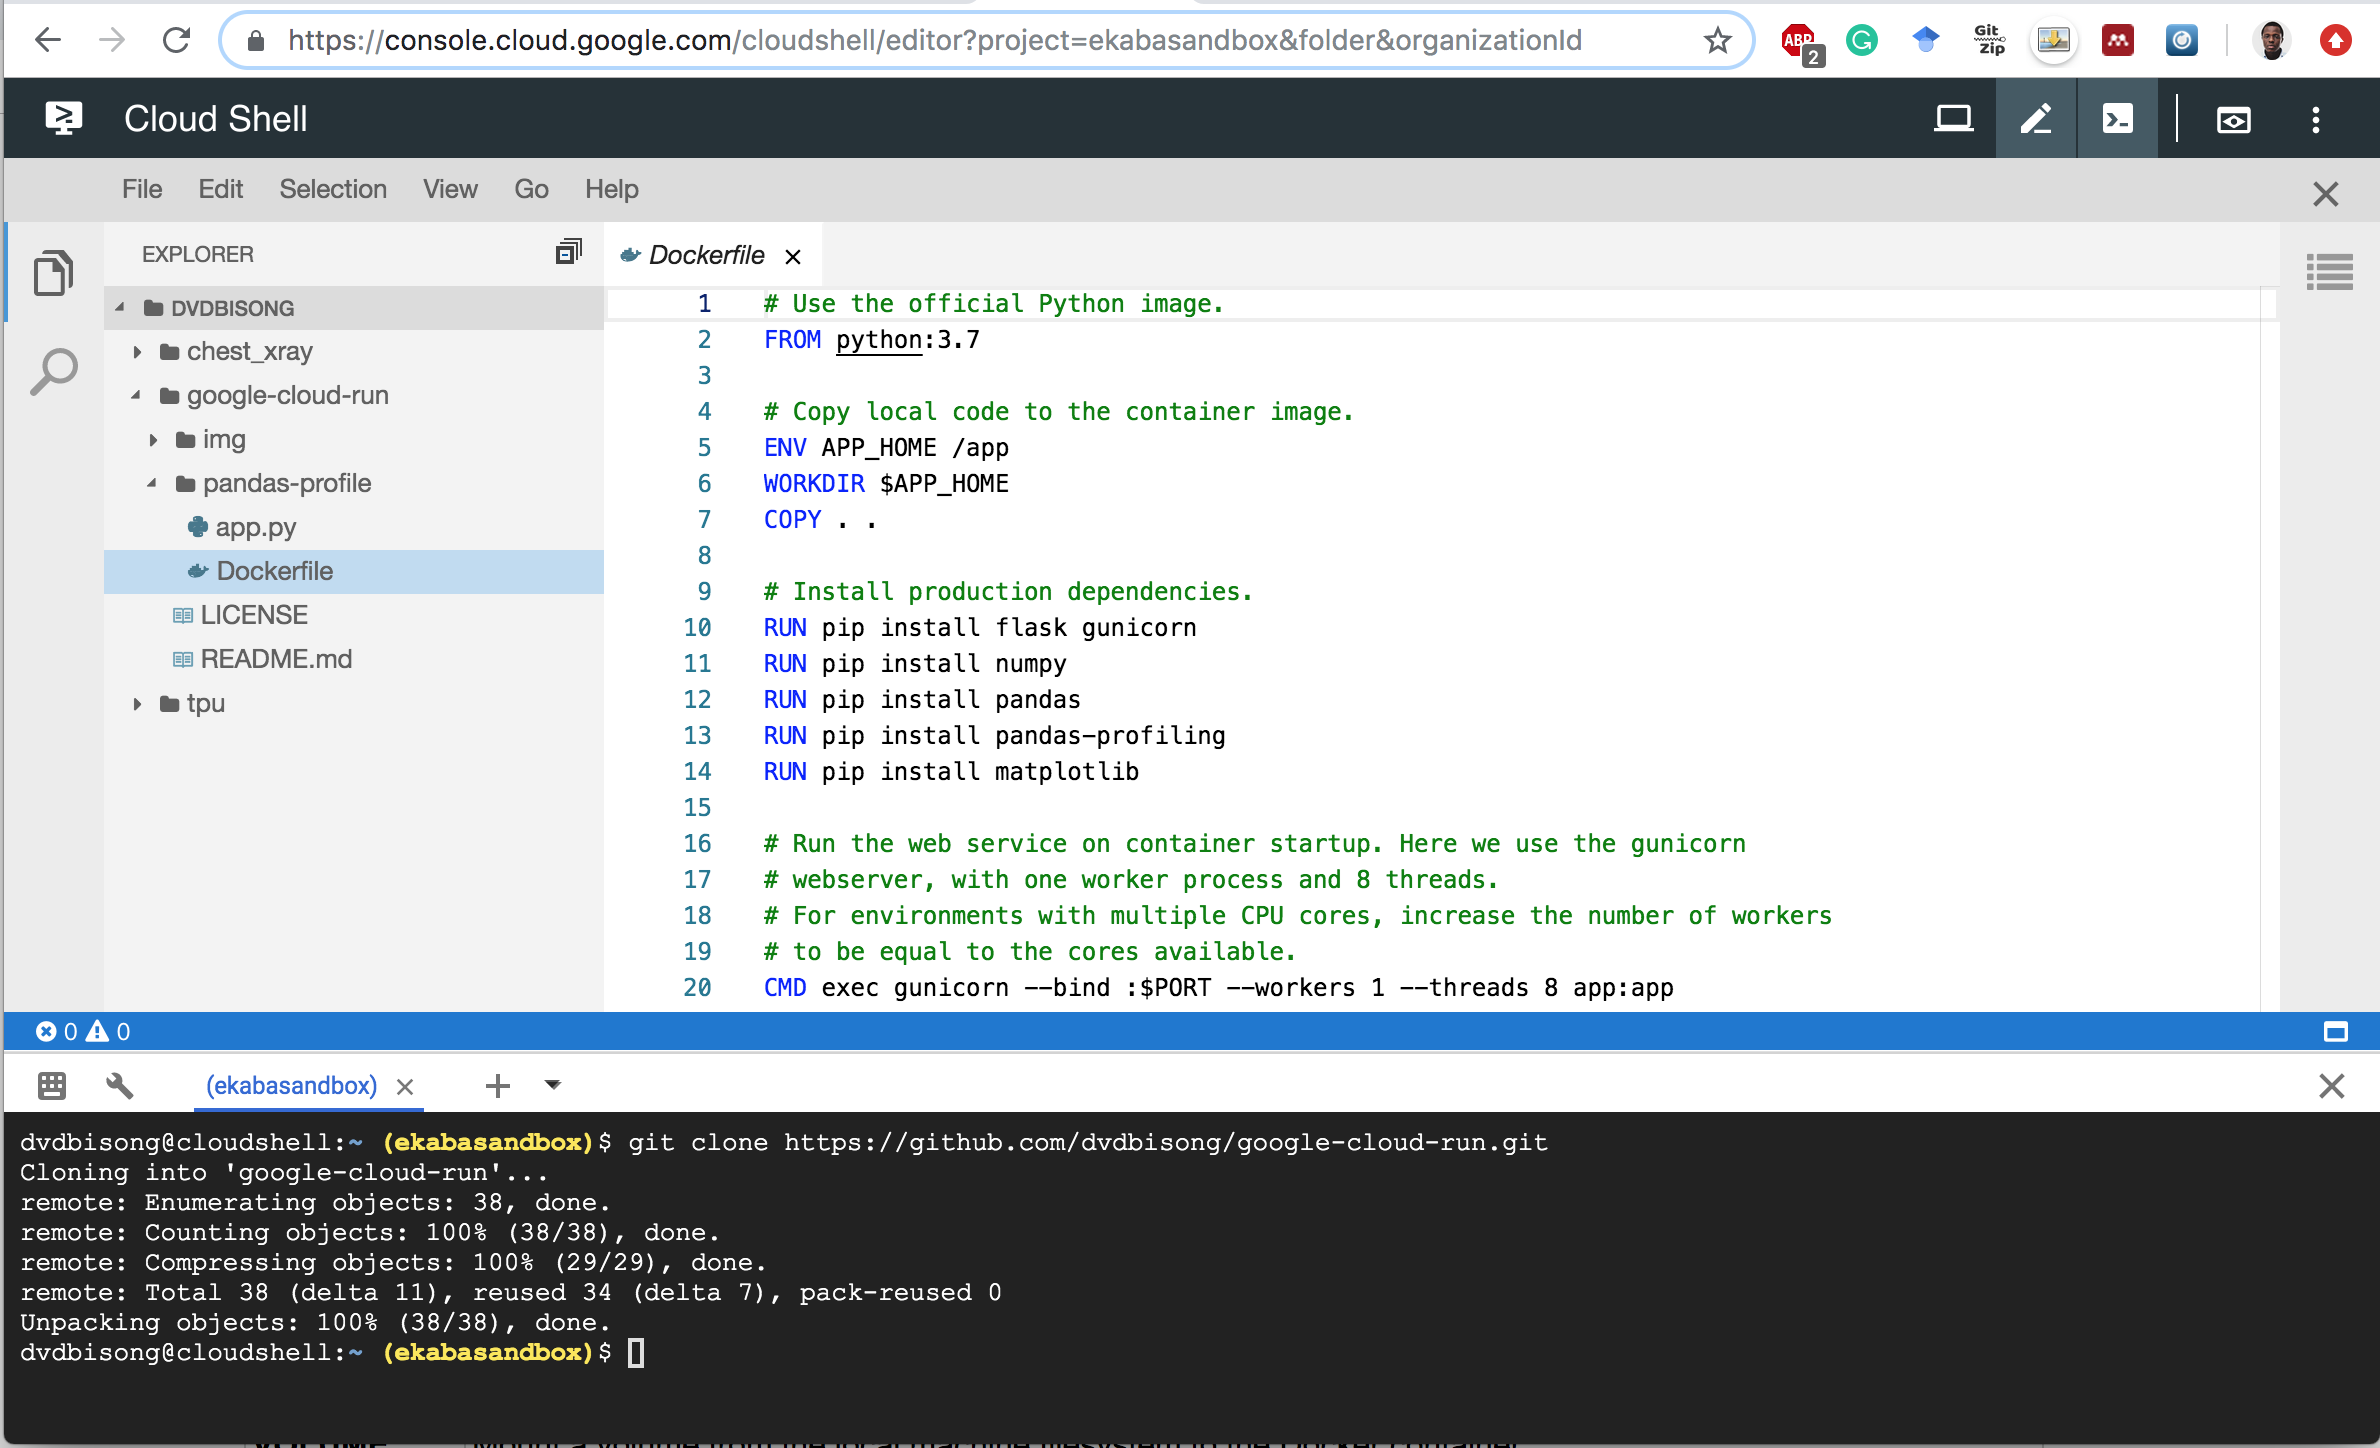 https://console.cloud.google.com/cloudshell/editor?project=ekabasandbox&folder&organizationId
ABP
2
G
Git
Zip
Cloud Shell
File Edit Selection View Go Help
EXPLORER
Dockerfile
DVDBISONG
chest_xray
google-cloud-run
img
pandas-profile
app.py
Dockerfile
LICENSE
README.md
tpu
1 # Use the official Python image.
2 FROM python:3.7
3
4 # Copy local code to the container image.
5 ENV APP_HOME /app
6 WORKDIR $APP_HOME
7 COPY . .
8
9 # Install production dependencies.
10 RUN pip install flask gunicorn
11 RUN pip install numpy
12 RUN pip install pandas
13 RUN pip install pandas-profiling
14 RUN pip install matplotlib
15
16 # Run the web service on container startup. Here we use the gunicorn
17 # webserver, with one worker process and 8 threads.
18 # For environments with multiple CPU cores, increase the number of workers
19 # to be equal to the cores available.
20 CMD exec gunicorn --bind :$PORT --workers 1 --threads 8 app:app
0 0
(ekabasandbox)
dvdbisong@cloudshell:~ (ekabasandbox)$ git clone https://github.com/dvdbisong/google-cloud-run.git
Cloning into 'google-cloud-run'...
remote: Enumerating objects: 38, done.
remote: Counting objects: 100% (38/38), done.
remote: Compressing objects: 100% (29/29), done.
remote: Total 38 (delta 11), reused 34 (delta 7), pack-reused 0
Unpacking objects: 100% (38/38), done.
dvdbisong@cloudshell:~ (ekabasandbox)$